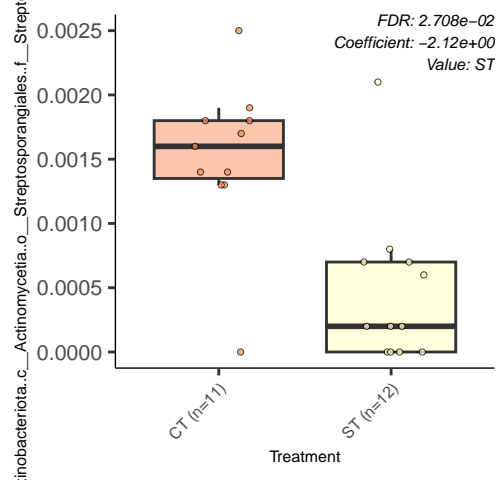 inobacteriota..c__Actinomycetia..o__Streptosporangiales..f__Strept
0.0025
0.0020
0.0015
0.0010
0.0005
0.0000
FDR: 2.708e−02
Coefficient: −2.12e+00
Value: ST
CT (n=11)
ST (n=12)
Treatment